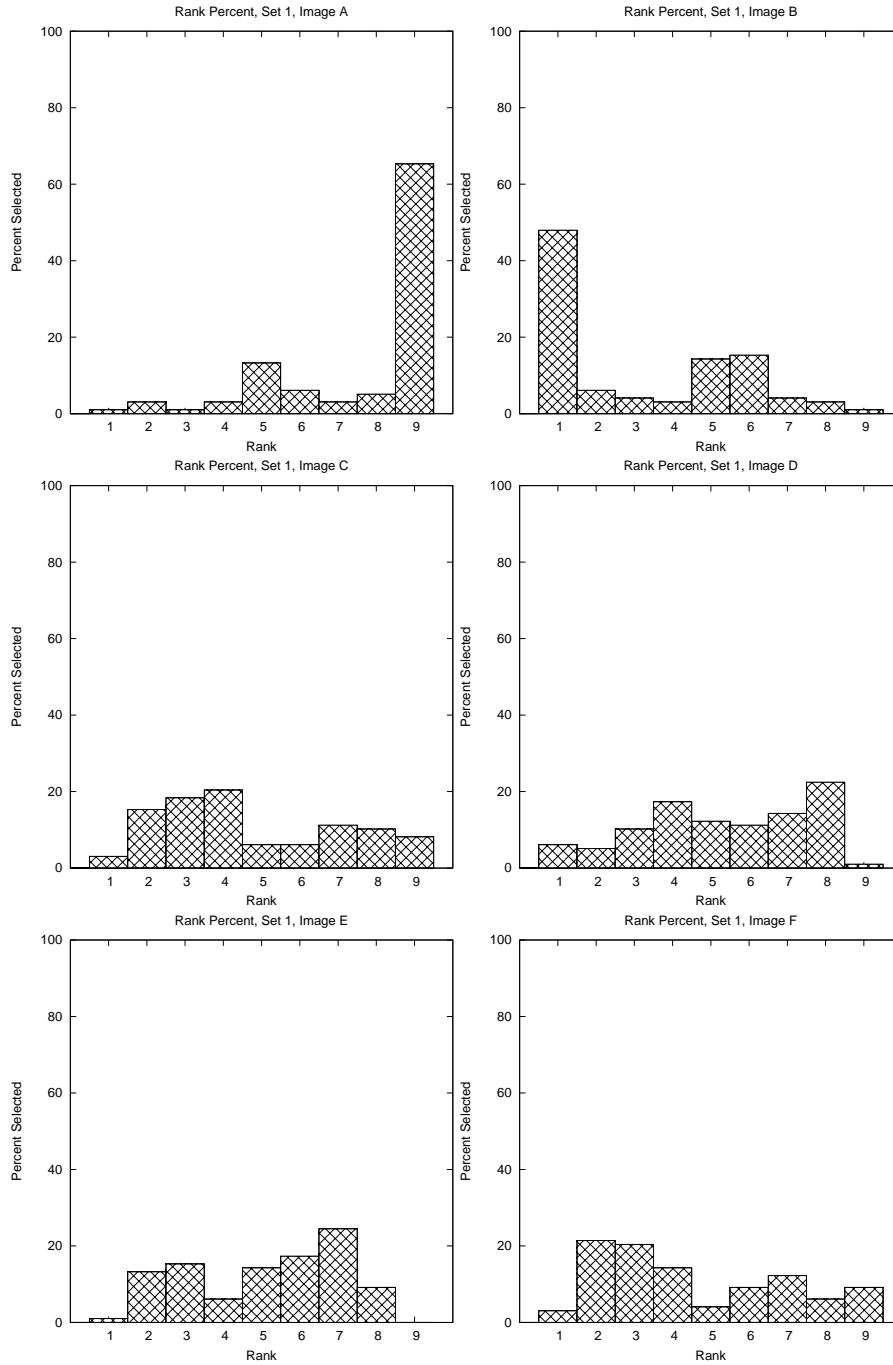 Rank Percent, Set 1, Image A
100
80
60
40
20
0
Percent Selected
1 2 3 4 5 6 7 8 9
Rank
Rank Percent, Set 1, Image B
100
80
60
40
20
0
Percent Selected
1 2 3 4 5 6 7 8 9
Rank
Rank Percent, Set 1, Image C
100
80
60
40
20
0
Percent Selected
1 2 3 4 5 6 7 8 9
Rank
Rank Percent, Set 1, Image D
100
80
60
40
20
0
Percent Selected
1 2 3 4 5 6 7 8 9
Rank
Rank Percent, Set 1, Image E
100
80
60
40
20
0
Percent Selected
1 2 3 4 5 6 7 8 9
Rank
Rank Percent, Set 1, Image F
100
80
60
40
20
0
Percent Selected
1 2 3 4 5 6 7 8 9
Rank